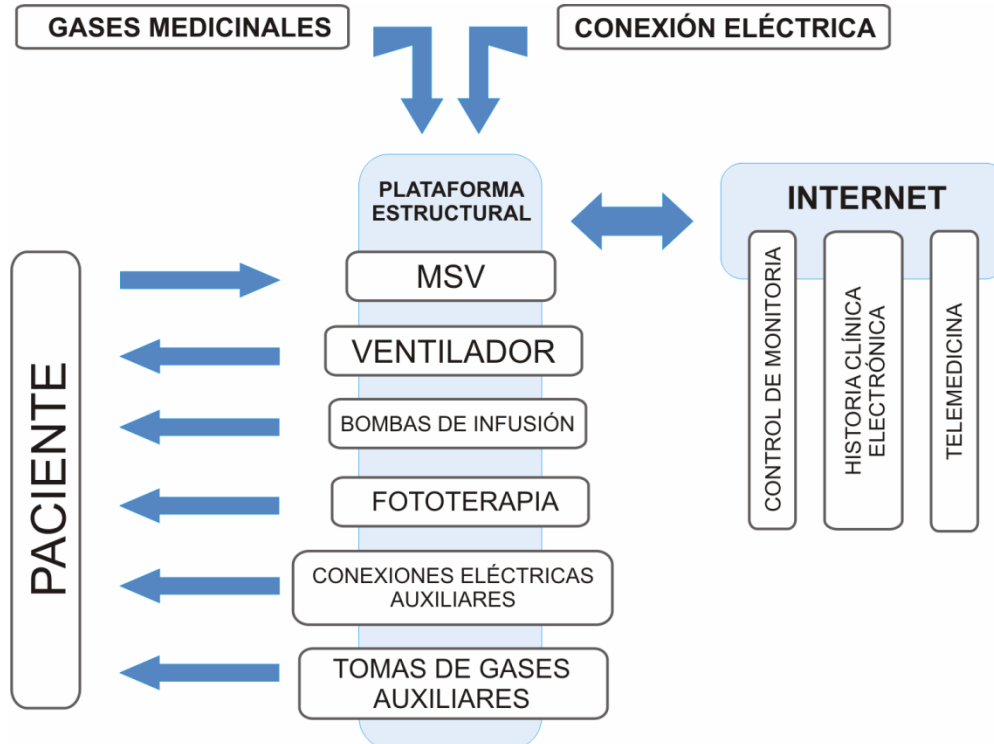 GASES MEDICINALES
CONEXIÓN ELÉCTRICA
PLATAFORMA
ESTRUCTURAL
INTERNET
MSV
VENTILADOR
BOMBAS DE INFUSIÓN
FOTOTERAPIA
CONEXIONES ELÉCTRICAS
AUXILIARES
TOMAS DE GASES
AUXILIARES
PACIENTE
CONTROL DE MONITORIA
HISTORIA CLÍNICA
ELECTRÓNICA
TELEMEDICINA